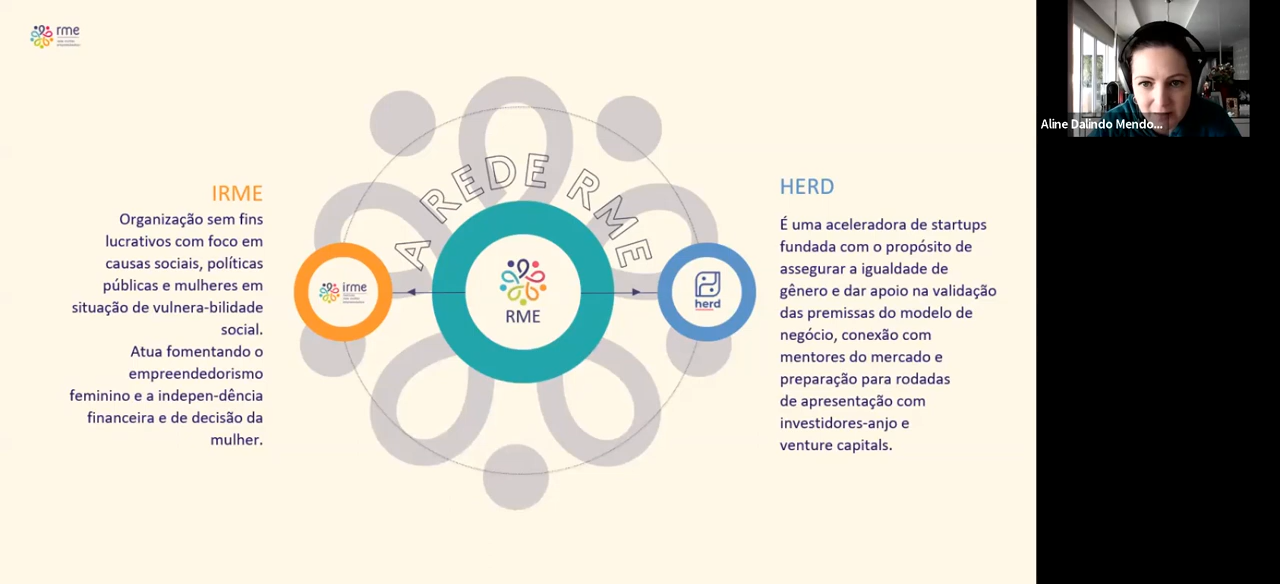 rme
A REDE RME
IRME
Organização sem fins
lucrativos com foco em
causas sociais, políticas
públicas e mulheres em
situação de vulnera-bilidade
social.
Atua fomentando o
empreendedorismo
feminino e a indepen-dência
financeira e de decisão da
mulher.
irme
RME
herd
HERD
É uma aceleradora de startups
fundada com o propósito de
assegurar a igualdade de
gênero e dar apoio na validação
das premissas do modelo de
negócio, conexão com
mentores do mercado e
preparação para rodadas
de apresentação com
investidores-anjo e
venture capitals.
Aline Dalindo Mendo...